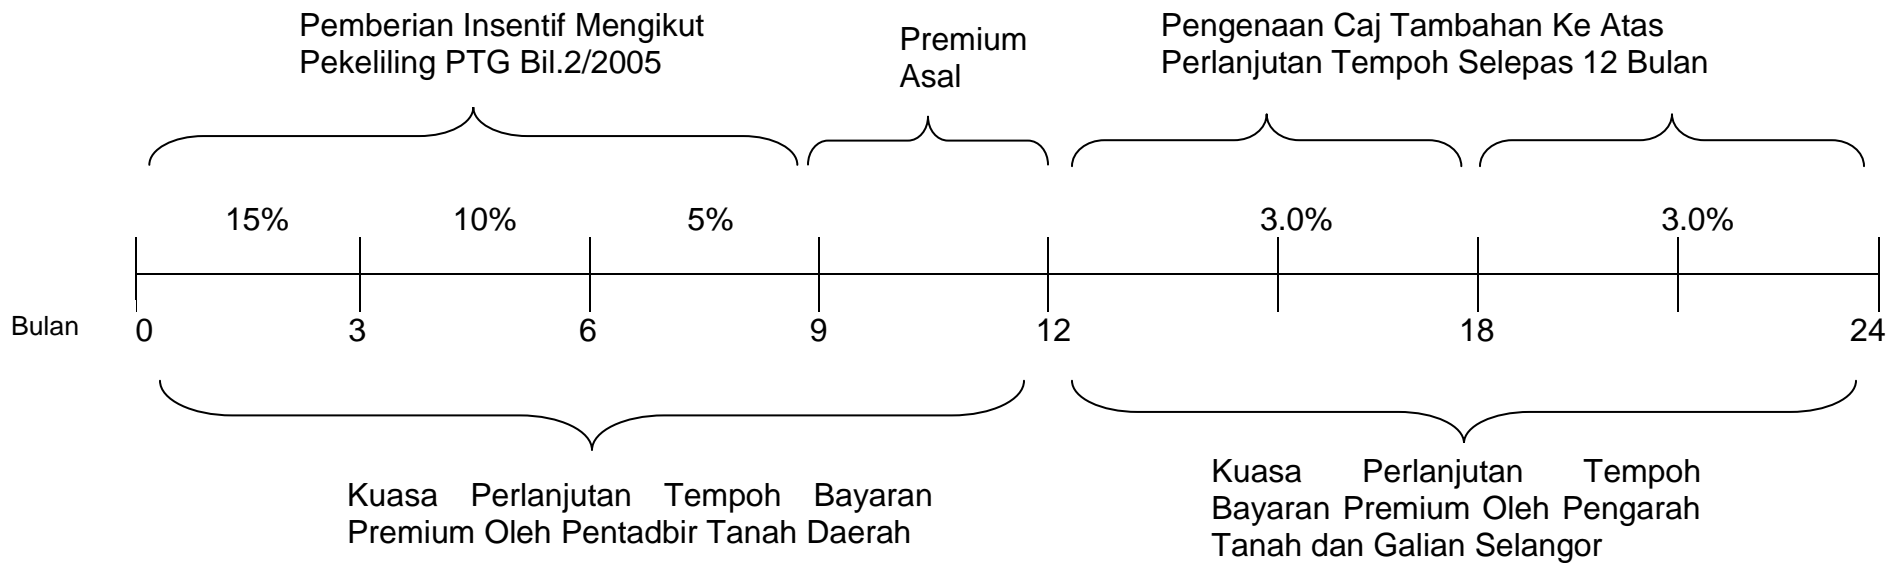 Pemberian Insentif Mengikut
Pekeliling PTG Bil.2/2005
Premium
Asal
Pengenaan Caj Tambahan Ke Atas
Perlanjutan Tempoh Selepas 12 Bulan
15% 10% 5% 3.0% 3.0%
Bulan 0 3 6 9 12 18 24
Kuasa Perlanjutan Tempoh Bayaran
Premium Oleh Pentadbir Tanah Daerah
Kuasa Perlanjutan Tempoh
Bayaran Premium Oleh Pengarah
Tanah dan Galian Selangor